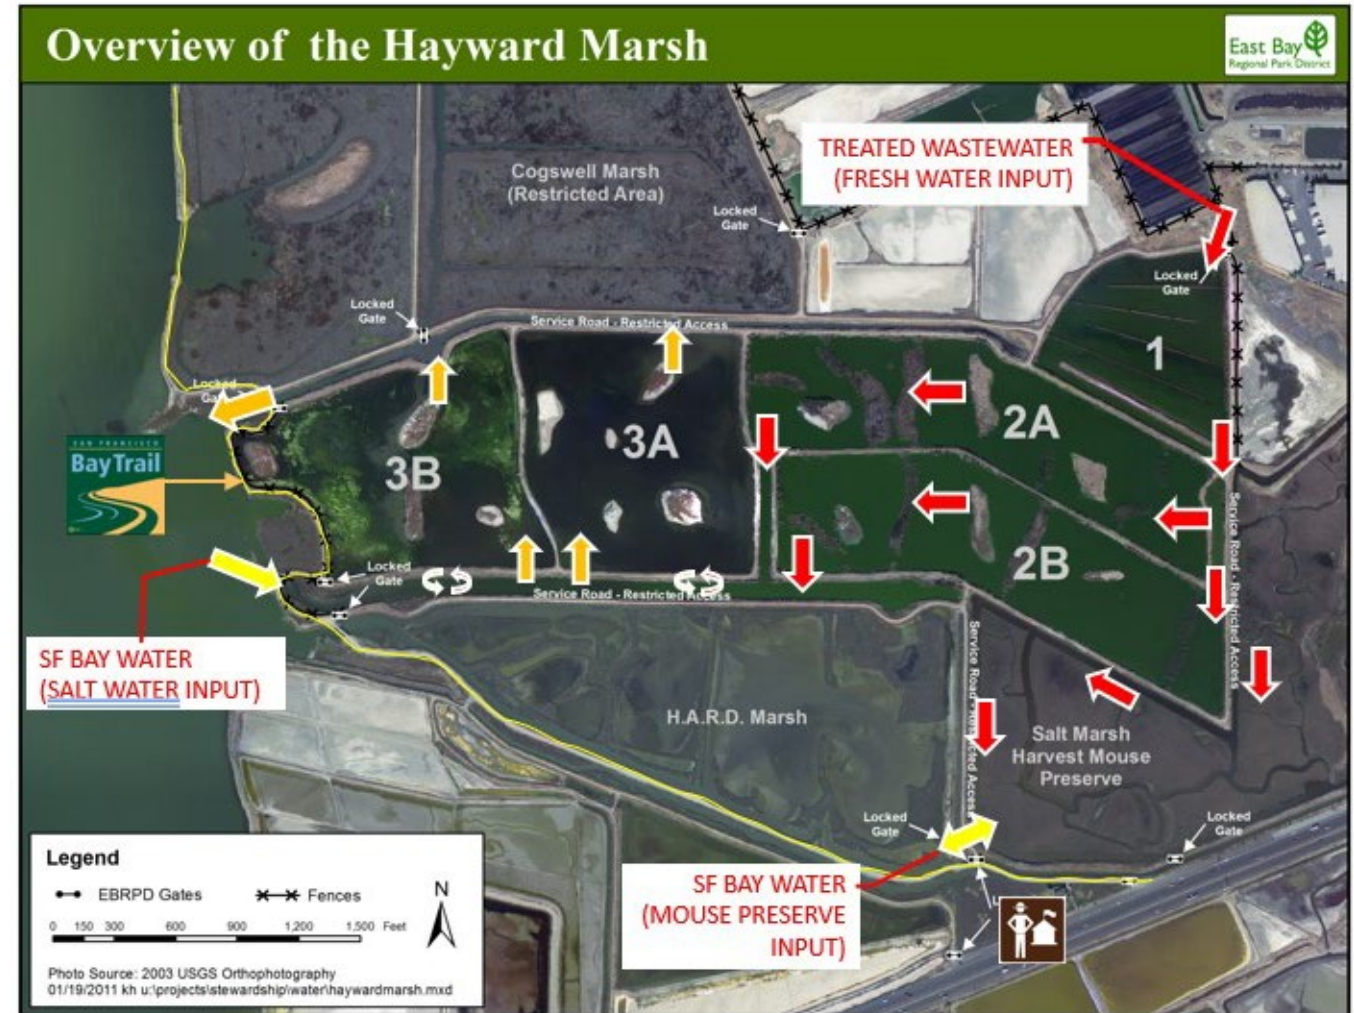 Overview of the Hayward Marsh
East Bay
Regional Park District
TREATED WASTEWATER
(FRESH WATER INPUT)
Cogswell Marsh
(Restricted Area)
Locked
Gate
Locked
Gate
Locked
Gate
Service Road - Restricted Access
1
Locked
Gate
2A
3A
3B
SAN FRANCISCO
BayTrail
2B
Locked
Gate
Service Road - Restricted Access
Service Road - Restricted Access
SF BAY WATER
(SALT WATER INPUT)
Service Road - Restricted Access
H.A.R.D. Marsh
Salt Marsh
Harvest Mouse
Preserve
Locked
Gate
Locked
Gate
SF BAY WATER
(MOUSE PRESERVE
INPUT)
Legend
EBRPD Gates
Fences
N
0 150 300 600 900 1,200 1,500 Feet
Photo Source: 2003 USGS Orthophotography
01/19/2011 kh u:\projects\stewardship\water\haywardmarsh.mxd